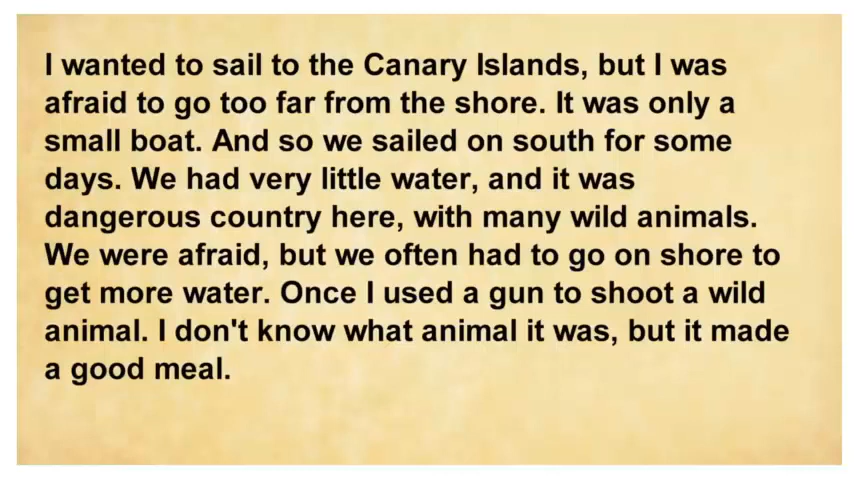 I wanted to sail to the Canary Islands, but I was
afraid to go too far from the shore. It was only a
small boat. And so we sailed on south for some
days. We had very little water, and it was
dangerous country here, with many wild animals.
We were afraid, but we often had to go on shore to
get more water. Once I used a gun to shoot a wild
animal. I don't know what animal it was, but it made
a good meal.